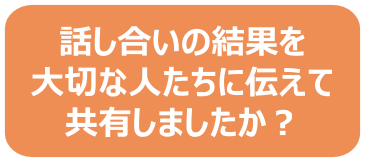 話し合いの結果を
大切な人たちに伝えて
共有しましたか？